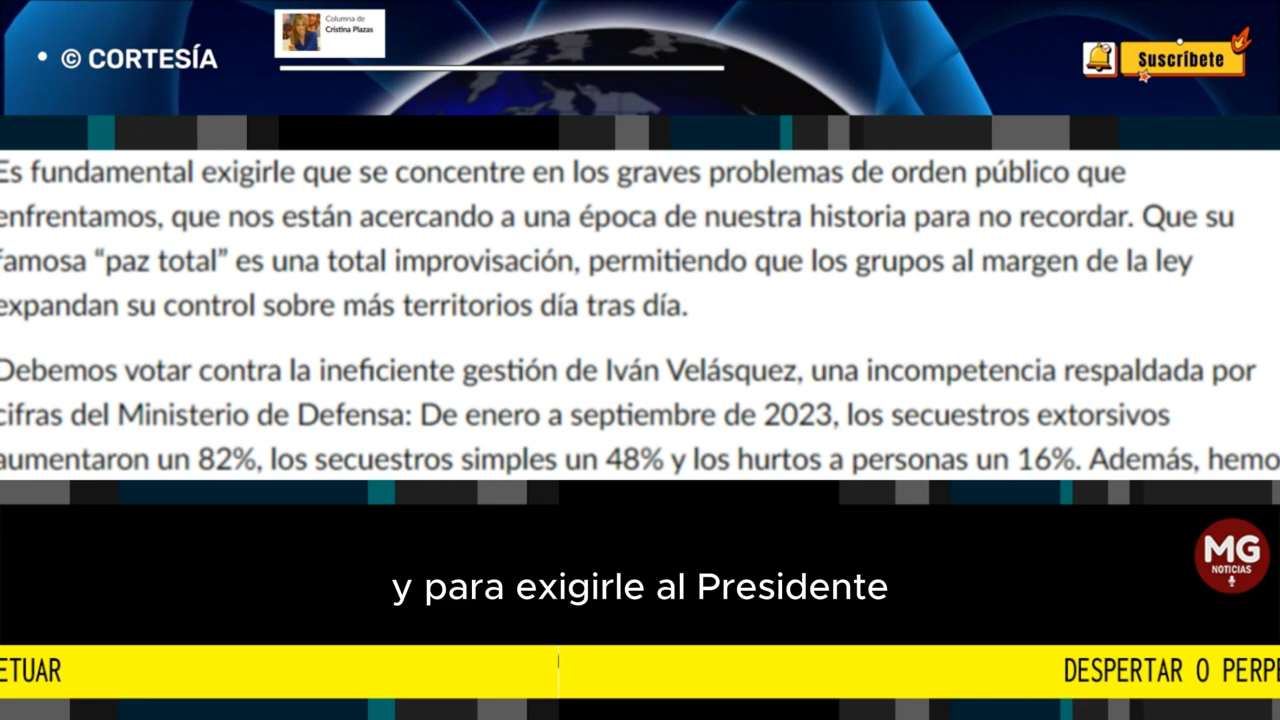 Columna de
Cristina Plazas
• © CORTESÍA
Suscríbete
Es fundamental exigirle que se concentre en los graves problemas de orden público que
enfrentamos, que nos están acercando a una época de nuestra historia para no recordar. Que su
famosa “paz total” es una total improvisación, permitiendo que los grupos al margen de la ley
expandan su control sobre más territorios día tras día.
Debemos votar contra la ineficiente gestión de Iván Velásquez, una incompetencia respaldada por
cifras del Ministerio de Defensa: De enero a septiembre de 2023, los secuestros extorsivos
aumentaron un 82%, los secuestros simples un 48% y los hurtos a personas un 16%. Además, hemo
MG
NOTICIAS
y para exigirle al Presidente
ETUAR
DESPERTAR O PERPE